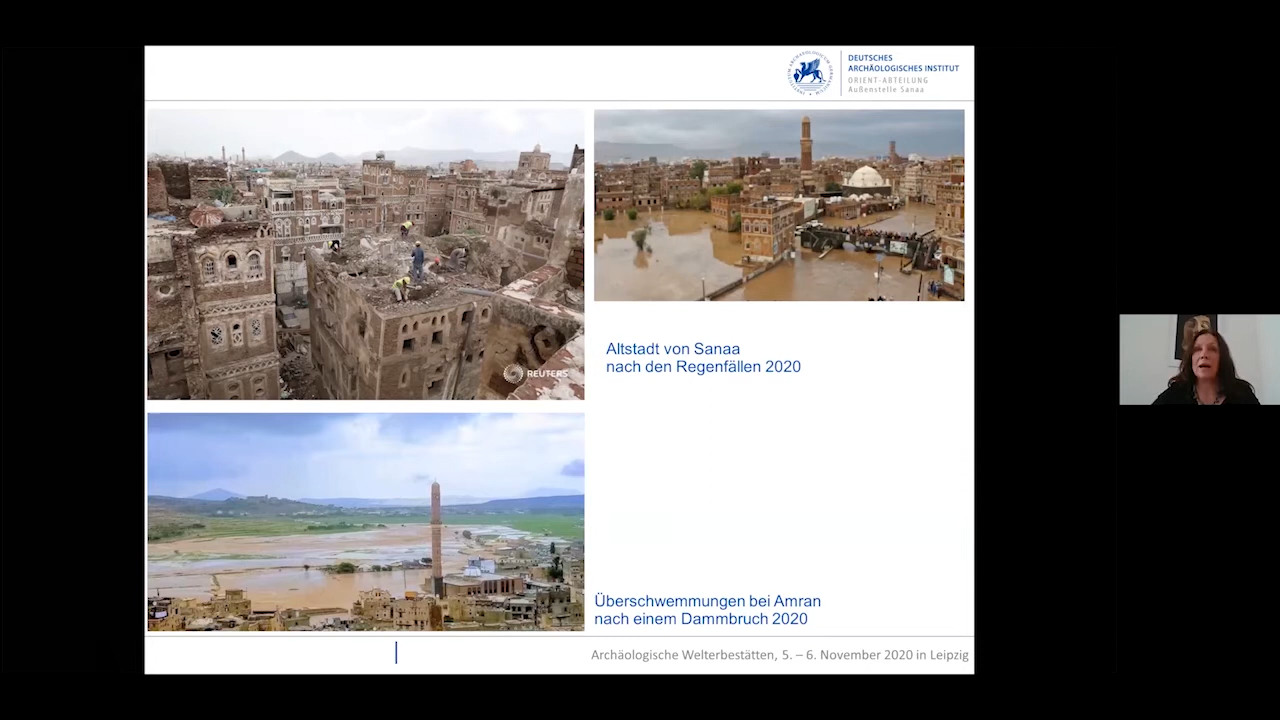 DEUTSCHES
ARCHÄOLOGISCHES INSTITUT
ORIENT-ABTEILUNG
Außenstelle Sanaa
REUTERS
Altstadt von Sanaa
nach den Regenfällen 2020
Überschwemmungen bei Amran
nach einem Dammbruch 2020
Archäologische Welterbestätten, 5. – 6. November 2020 in Leipzig